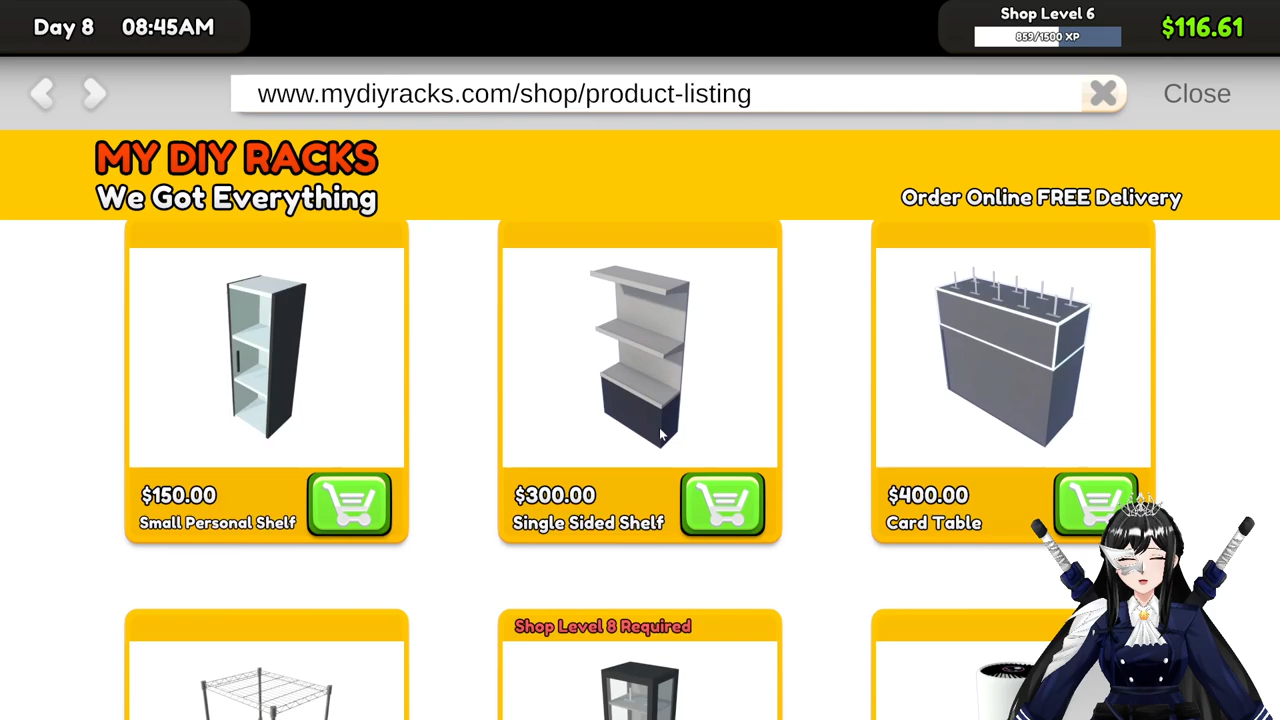 Day 8 08:45AM
Shop Level 6
859/1500 XP
$116.61
www.mydiyracks.com/shop/product-listing
Close
MY DIY RACKS
We Got Everything
Order Online FREE Delivery
$150.00
Small Personal Shelf
$300.00
Single Sided Shelf
$400.00
Card Table
Shop Level 8 Required